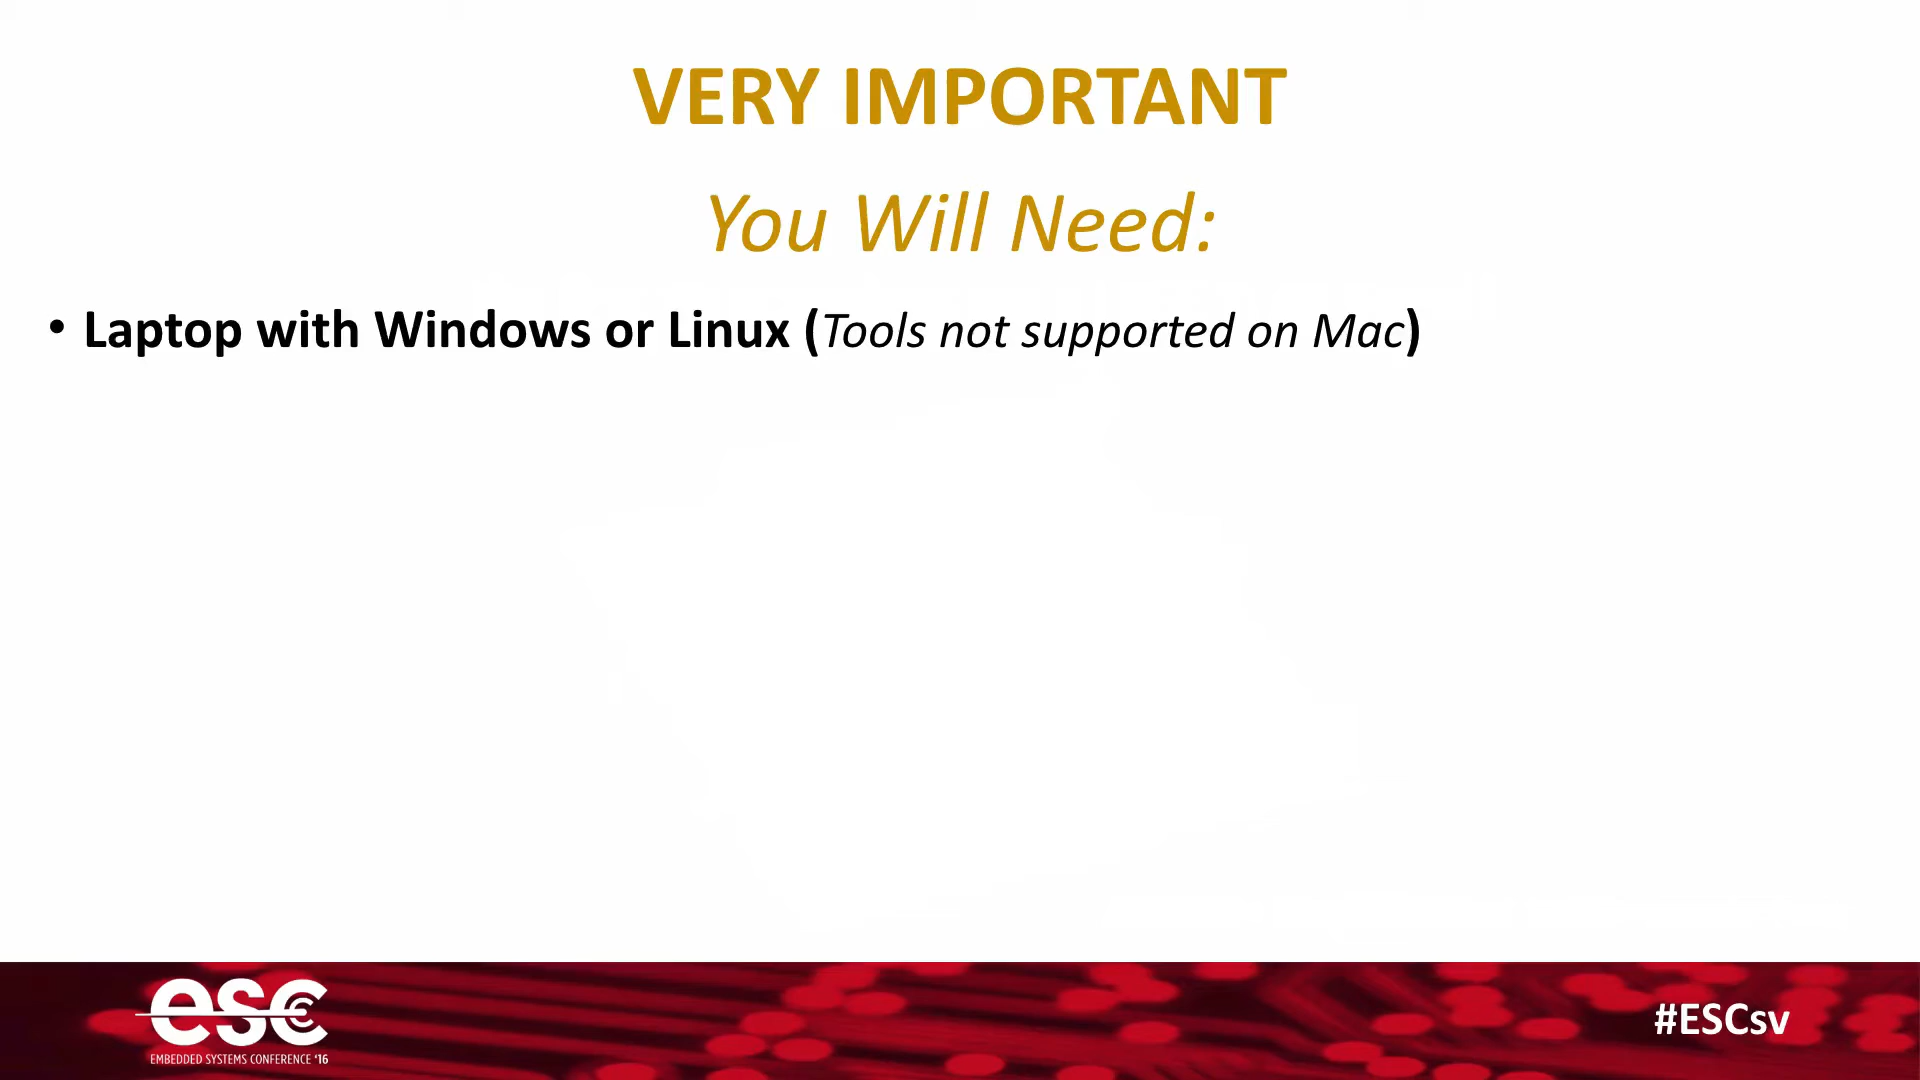 VERY IMPORTANT
You Will Need:
• Laptop with Windows or Linux (Tools not supported on Mac)
esc
EMBEDDED SYSTEMS CONFERENCE '16
#ESCsv